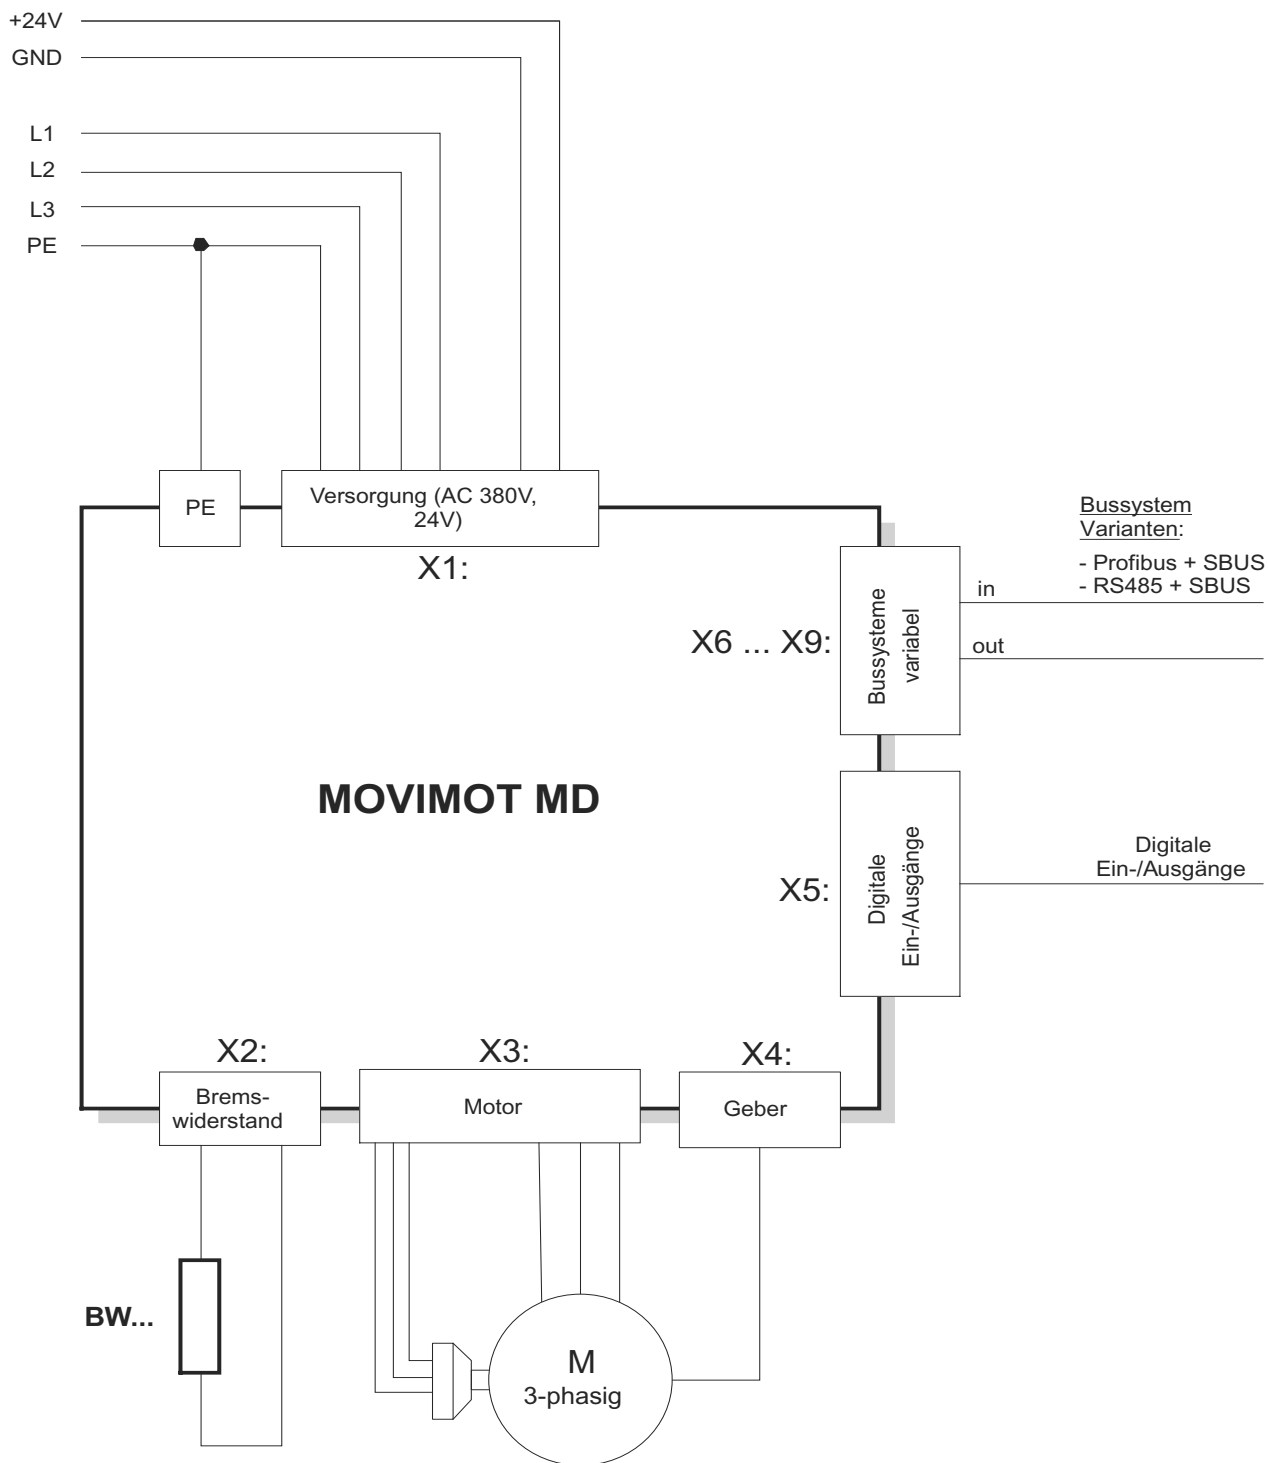 +24V
GND
L1
L2
L3
PE
PE
Versorgung (AC 380V,
24V)
X1:
Bussystem
Varianten:
- Profibus + SBUS
- RS485 + SBUS
in
out
X6 ... X9:
Bussysteme
variabel
MOVIMOT MD
X5:
Digitale
Ein-/Ausgänge
Digitale
Ein-/Ausgänge
X2:
X3:
X4:
Brems-
widerstand
Motor
Geber
BW...
M
3-phasig